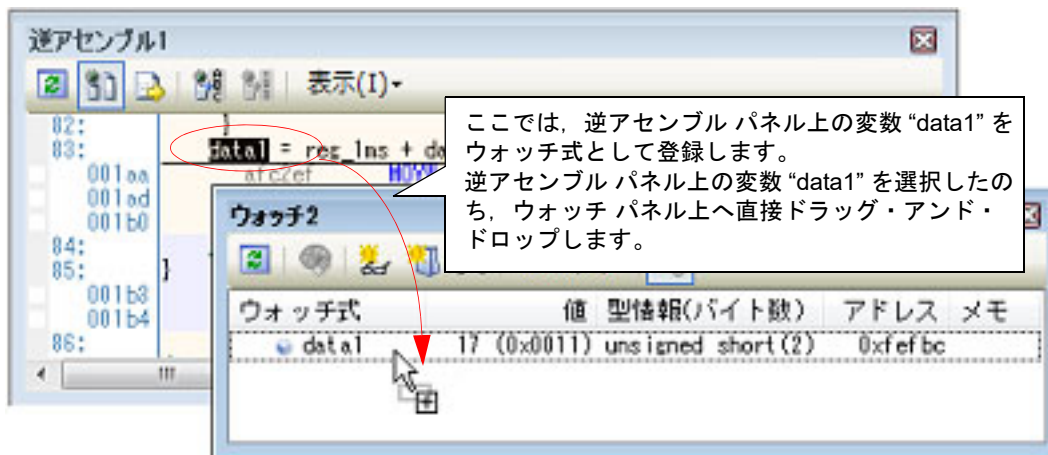 逆アセンブル1
表示(I)
82: }
83: data1 = reg_1ms + da
001aa afc2ef MOVW
001ad
001b0
84:
85: }
001b3
001b4
86:
ここでは，逆アセンブル パネル上の変数 “data1” を
ウォッチ式として登録します。
逆アセンブル パネル上の変数 “data1” を選択したの
ち，ウォッチ パネル上へ直接ドラッグ・アンド・
ドロップします。
ウォッチ2
ウォッチ式 値 型情報(バイト数) アドレス メモ
data1 17 (0x0011) unsigned short(2) 0xfefbc